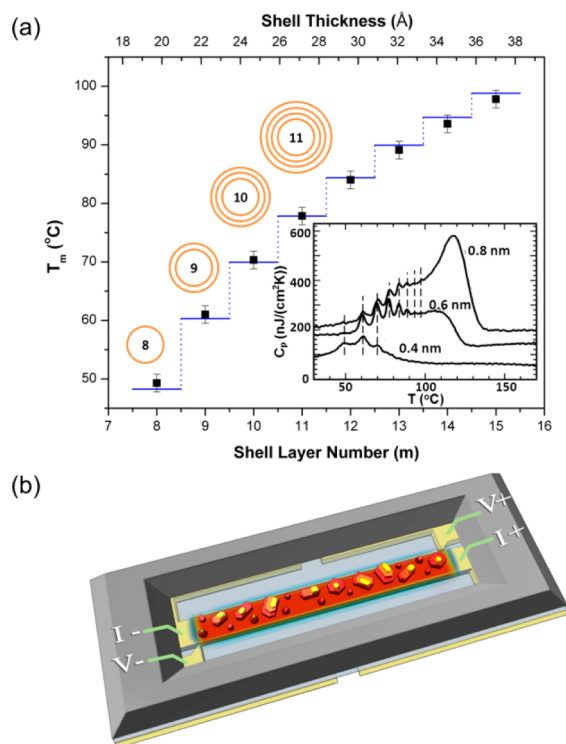 (a)
Shell Thickness (Å)
18 20 22 24 26 28 30 32 34 36 38
Tm (°C)
100
90
80
70
60
50
11
10
9
8
Cp (nJ/(cm²K))
600
400
200
0
0.8 nm
0.6 nm
0.4 nm
50 100 150
T (°C)
7 8 9 10 11 12 13 14 15 16
Shell Layer Number (m)
(b)
V+
I+
I-
V-